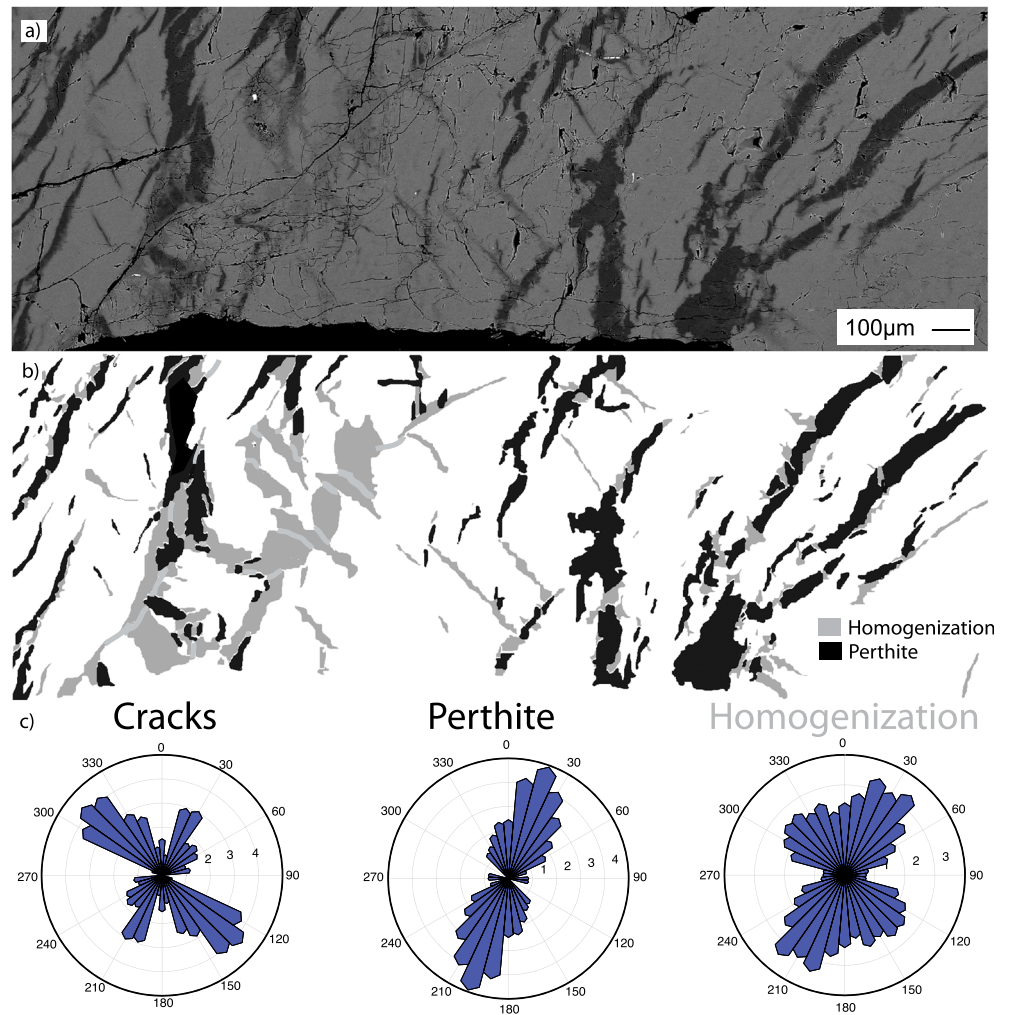 a)
100µm
b)
Homogenization
Perthite
c)
Cracks Perthite Homogenization
0 30 60 90 120 150 180 210 240 270 300 330 2 3 4
0 30 60 90 120 150 180 210 240 270 300 330 1 2 3 4
0 30 60 90 120 150 180 210 240 270 300 330 1 2 3